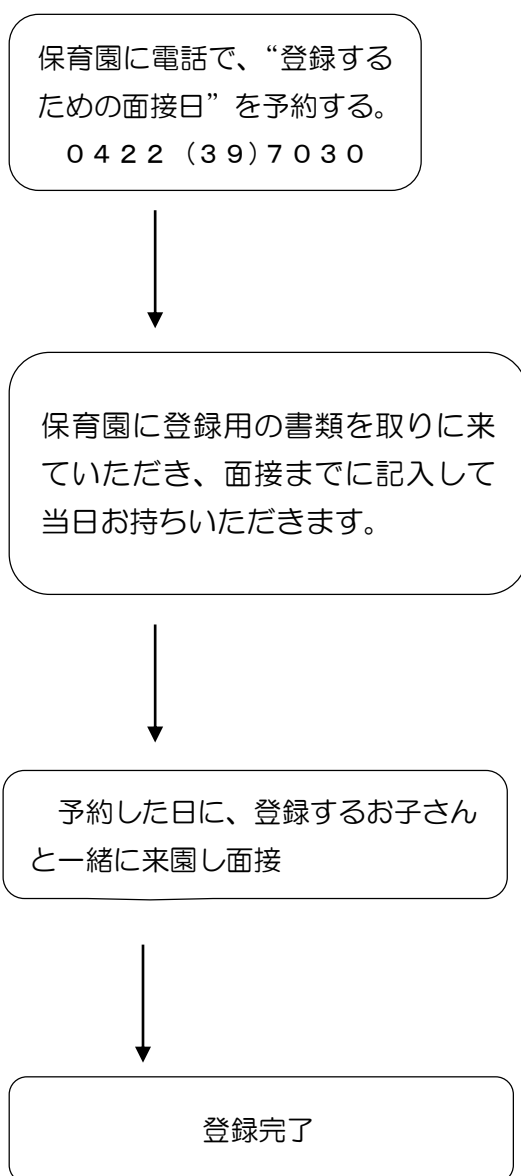 保育園に電話で、“登録する
ための面接日”を予約する。
０４２２（３９）７０３０
保育園に登録用の書類を取りに来
ていただき、面接までに記入して
当日お持ちいただきます。
予約した日に、登録するお子さん
と一緒に来園し面接
登録完了